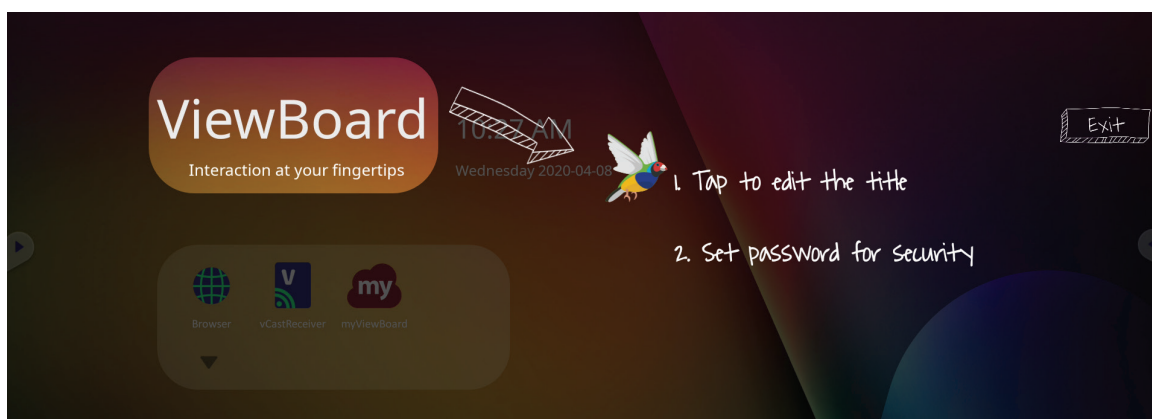 ViewBoard
Interaction at your fingertips
10:27 AM
Wednesday 2020-04-08
Exit
1. Tap to edit the title
2. Set password for security
V
my
Browser
vCastReceiver
myViewBoard